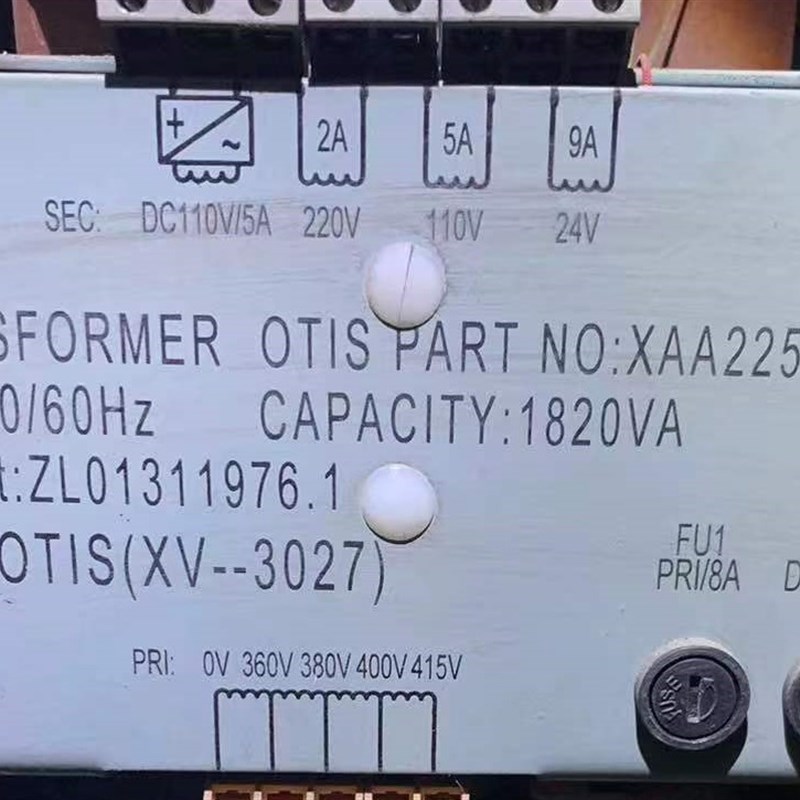 + ~ 2A 5A 9A
SEC: DC110V/5A 220V 110V 24V
SFORMER OTIS PART NO:XAA225
0/60Hz CAPACITY:1820VA
t:ZL01311976.1
OTIS(XV--3027)
FU1
PRI/8A D
PRI: 0V 360V 380V 400V 415V
FUSE